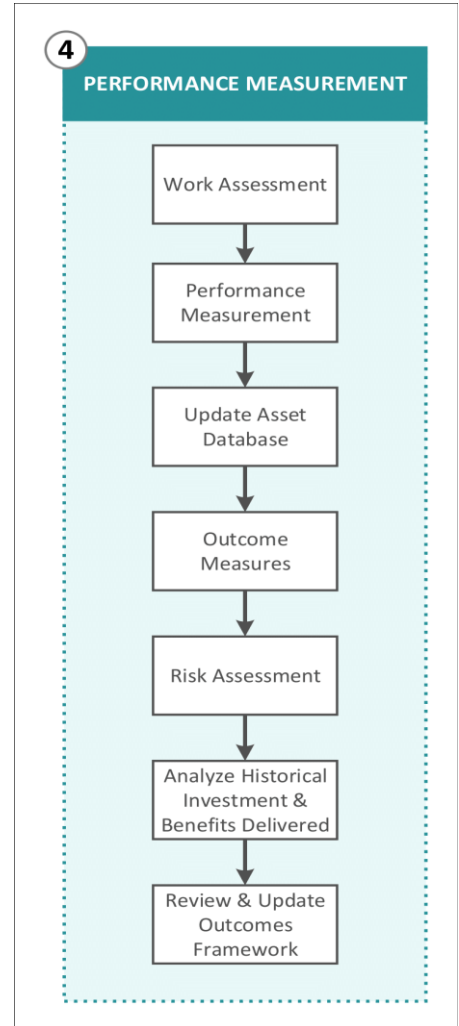 4
PERFORMANCE MEASUREMENT
Work Assessment
Performance
Measurement
Update Asset
Database
Outcome
Measures
Risk Assessment
Analyze Historical
Investment &
Benefits Delivered
Review & Update
Outcomes
Framework